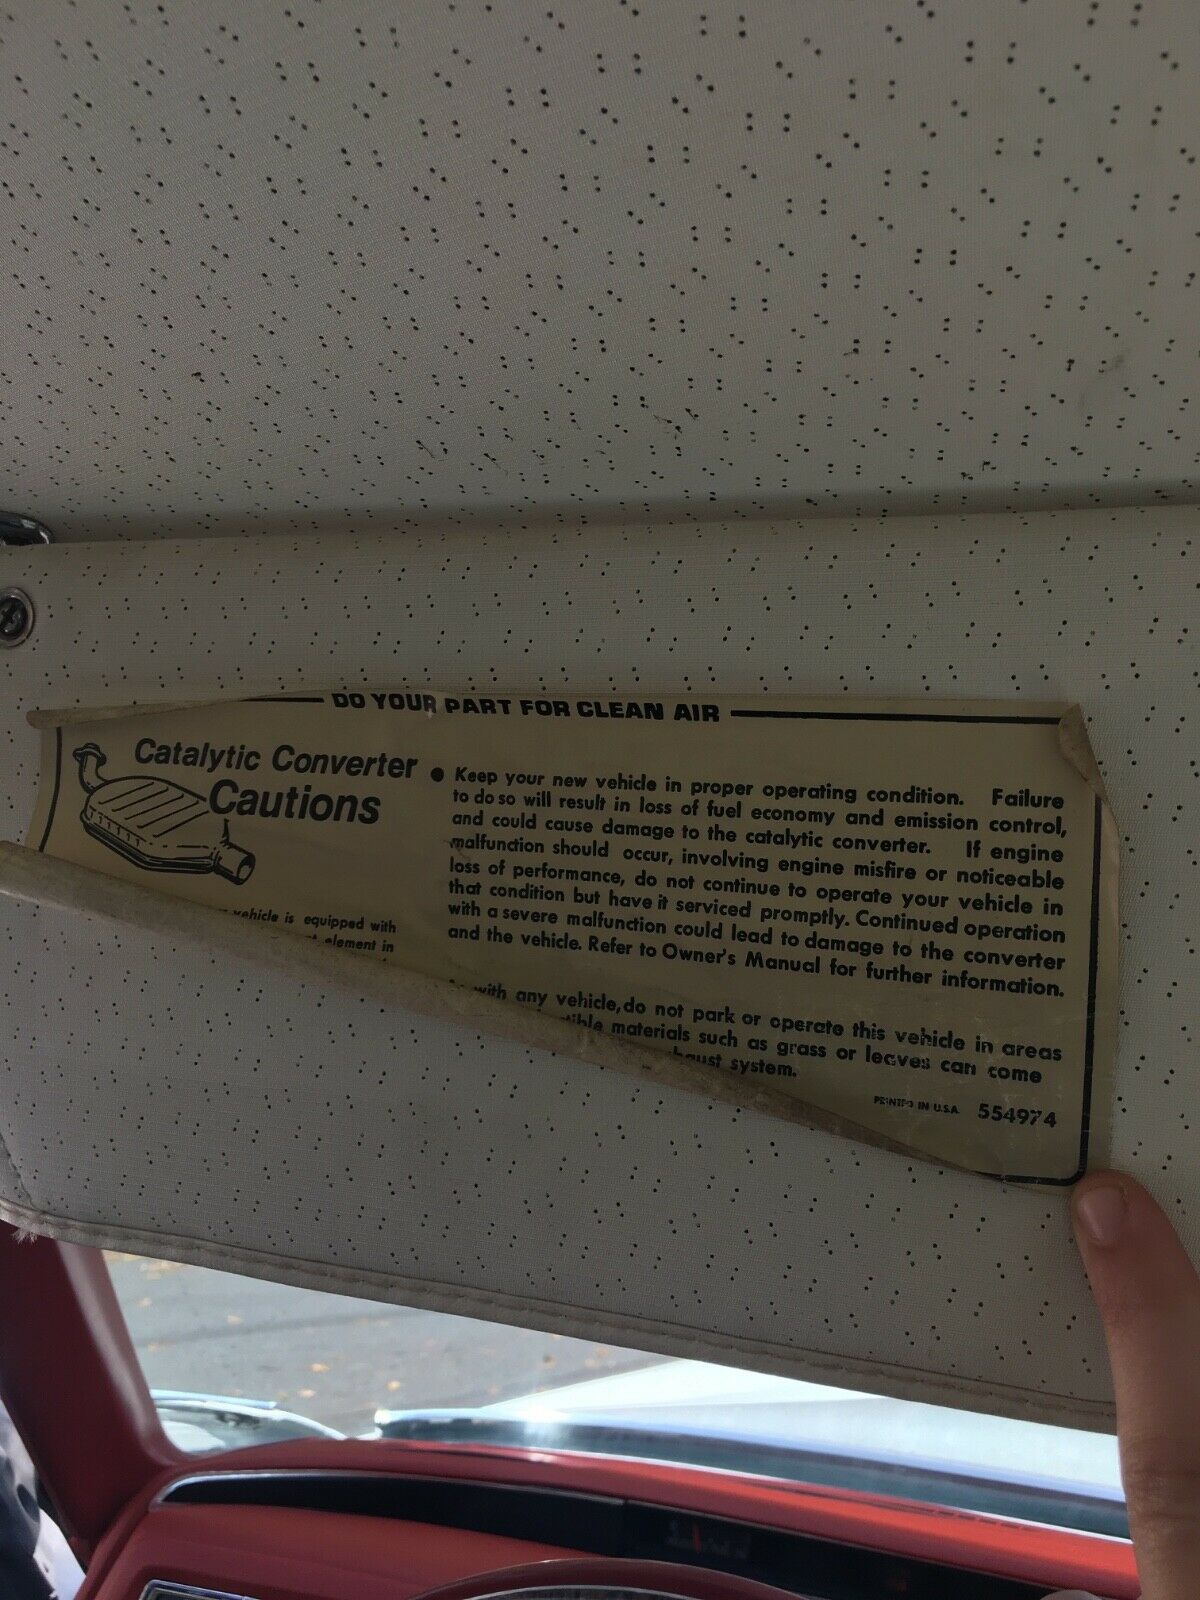 DO YOUR PART FOR CLEAN AIR
Catalytic Converter
Cautions
vehicle is equipped with
element in
● Keep your new vehicle in proper operating condition. Failure
to do so will result in loss of fuel economy and emission control,
and could cause damage to the catalytic converter. If engine
malfunction should occur, involving engine misfire or noticeable
loss of performance, do not continue to operate your vehicle in
that condition but have it serviced promptly. Continued operation
with a severe malfunction could lead to damage to the converter
and the vehicle. Refer to Owner's Manual for further information.
with any vehicle, do not park or operate this vehicle in areas
materials such as grass or leaves can come
system.
PRINTED IN U.S.A. 554974